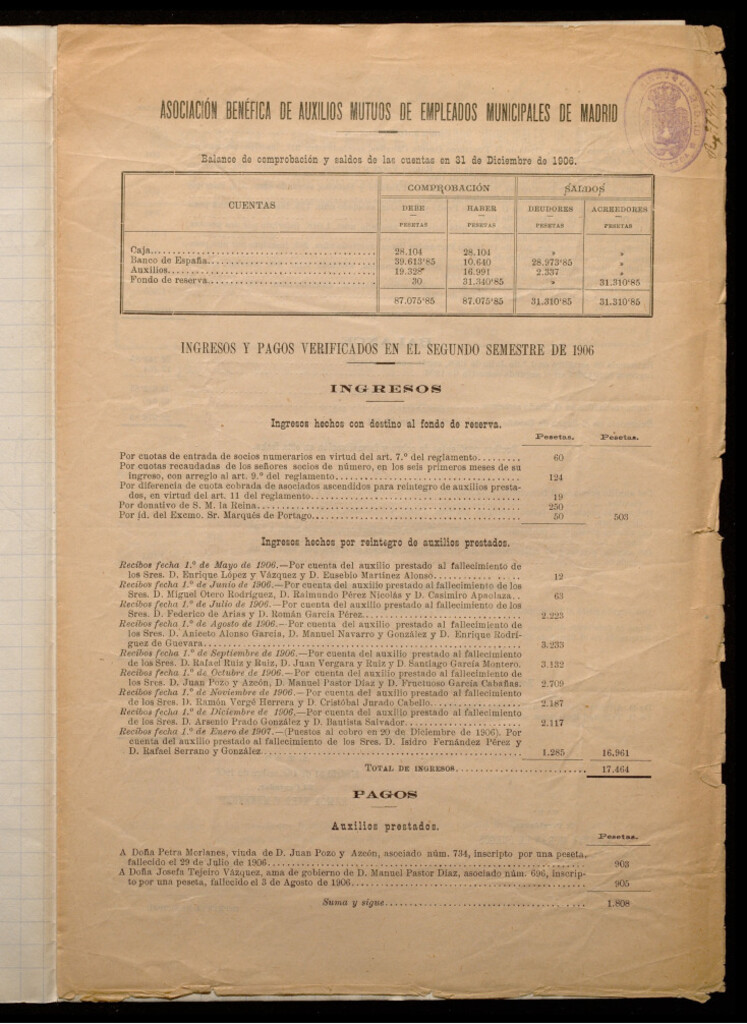 ASOCIACIÓN BENÉFICA DE AUXILIOS MUTUOS DE EMPLEADOS MUNICIPALES DE MADRID
Balance de comprobación y saldos de las cuentas en 31 de Diciembre de 1906.
CUENTAS COMPROBACIÓN SALDOS
DEBE HABER DEUDORES ACREEDORES
PESETAS PESETAS PESETAS PESETAS
Caja 28.104 28.104 » »
Banco de España 39.613'85 10.640 28.973'85 »
Auxilios 19.328 16.991 2.337 »
Fondo de reserva 30 31.340'85 » 31.310'85
87.075'85 87.075'85 31.310'85 31.310'85
INGRESOS Y PAGOS VERIFICADOS EN EL SEGUNDO SEMESTRE DE 1906
INGRESOS
Ingresos hechos con destino al fondo de reserva.
Pesetas. Pesetas.
Por cuotas de entrada de socios numerarios en virtud del art. 7.º del reglamento......... 60
Por cuotas recaudadas de los señores socios de número, en los seis primeros meses de su
ingreso, con arreglo al art. 9.º del reglamento......... 124
Por diferencia de cuota cobrada de asociados ascendidos para reintegro de auxilios presta-
dos, en virtud del art. 11 del reglamento......... 19
Por donativo de S. M. la Reina......... 250
Por íd. del Excmo. Sr. Marqués de Portago......... 50 503
Ingresos hechos por reintegro de auxilios prestados.
Recibos fecha 1.º de Mayo de 1906.—Por cuenta del auxilio prestado al fallecimiento de
los Sres. D. Enrique López y Vázquez y D. Eusebio Martínez Alonso......... 12
Recibos fecha 1.º de Junio de 1906.—Por cuenta del auxilio prestado al fallecimiento de los
Sres. D. Miguel Otero Rodríguez, D. Raimundo Pérez Nicolás y D. Casimiro Apaolaza.. 63
Recibos fecha 1.º de Julio de 1906.—Por cuenta del auxilio prestado al fallecimiento de los
Sres. D. Federico de Arias y D. Román García Pérez......... 2.223
Recibos fecha 1.º de Agosto de 1906.—Por cuenta del auxilio prestado al fallecimiento de
los Sres. D. Aniceto Alonso García, D. Manuel Navarro y González y D. Enrique Rodrí-
guez de Guevara......... 3.233
Recibos fecha 1.º de Septiembre de 1906.—Por cuenta del auxilio prestado al fallecimiento
de los Sres. D. Rafael Ruiz y Ruiz, D. Juan Vergara y Ruiz y D. Santiago García Montero. 3.132
Recibos fecha 1.º de Octubre de 1906.—Por cuenta del auxilio prestado al fallecimiento de
los Sres. D. Juan Pozo y Azcón, D. Manuel Pastor Díaz y D. Fructuoso García Cabañas. 2.709
Recibos fecha 1.º de Noviembre de 1906.—Por cuenta del auxilio prestado al fallecimiento
de los Sres. D. Ramón Vergé Herrera y D. Cristóbal Jurado Cabello......... 2.187
Recibos fecha 1.º de Diciembre de 1906.—Por cuenta del auxilio prestado al fallecimiento
de los Sres. D. Arsenio Prado González y D. Bautista Salvador......... 2.117
Recibos fecha 1.º de Enero de 1907.—(Puestos al cobro en 20 de Diciembre de 1906). Por
cuenta del auxilio prestado al fallecimiento de los Sres. D. Isidro Fernández Pérez y
D. Rafael Serrano y González......... 1.285 16.961
TOTAL DE INGRESOS......... 17.464
PAGOS
Auxilios prestados.
Pesetas.
A Doña Petra Morlanes, viuda de D. Juan Pozo y Azcón, asociado núm. 734, inscripto por una peseta,
fallecido el 29 de Julio de 1906......... 903
A Doña Josefa Tejeiro Vázquez, ama de gobierno de D. Manuel Pastor Díaz, asociado núm. 696, inscrip-
to por una peseta, fallecido el 3 de Agosto de 1906......... 905
Suma y sigue......... 1.808